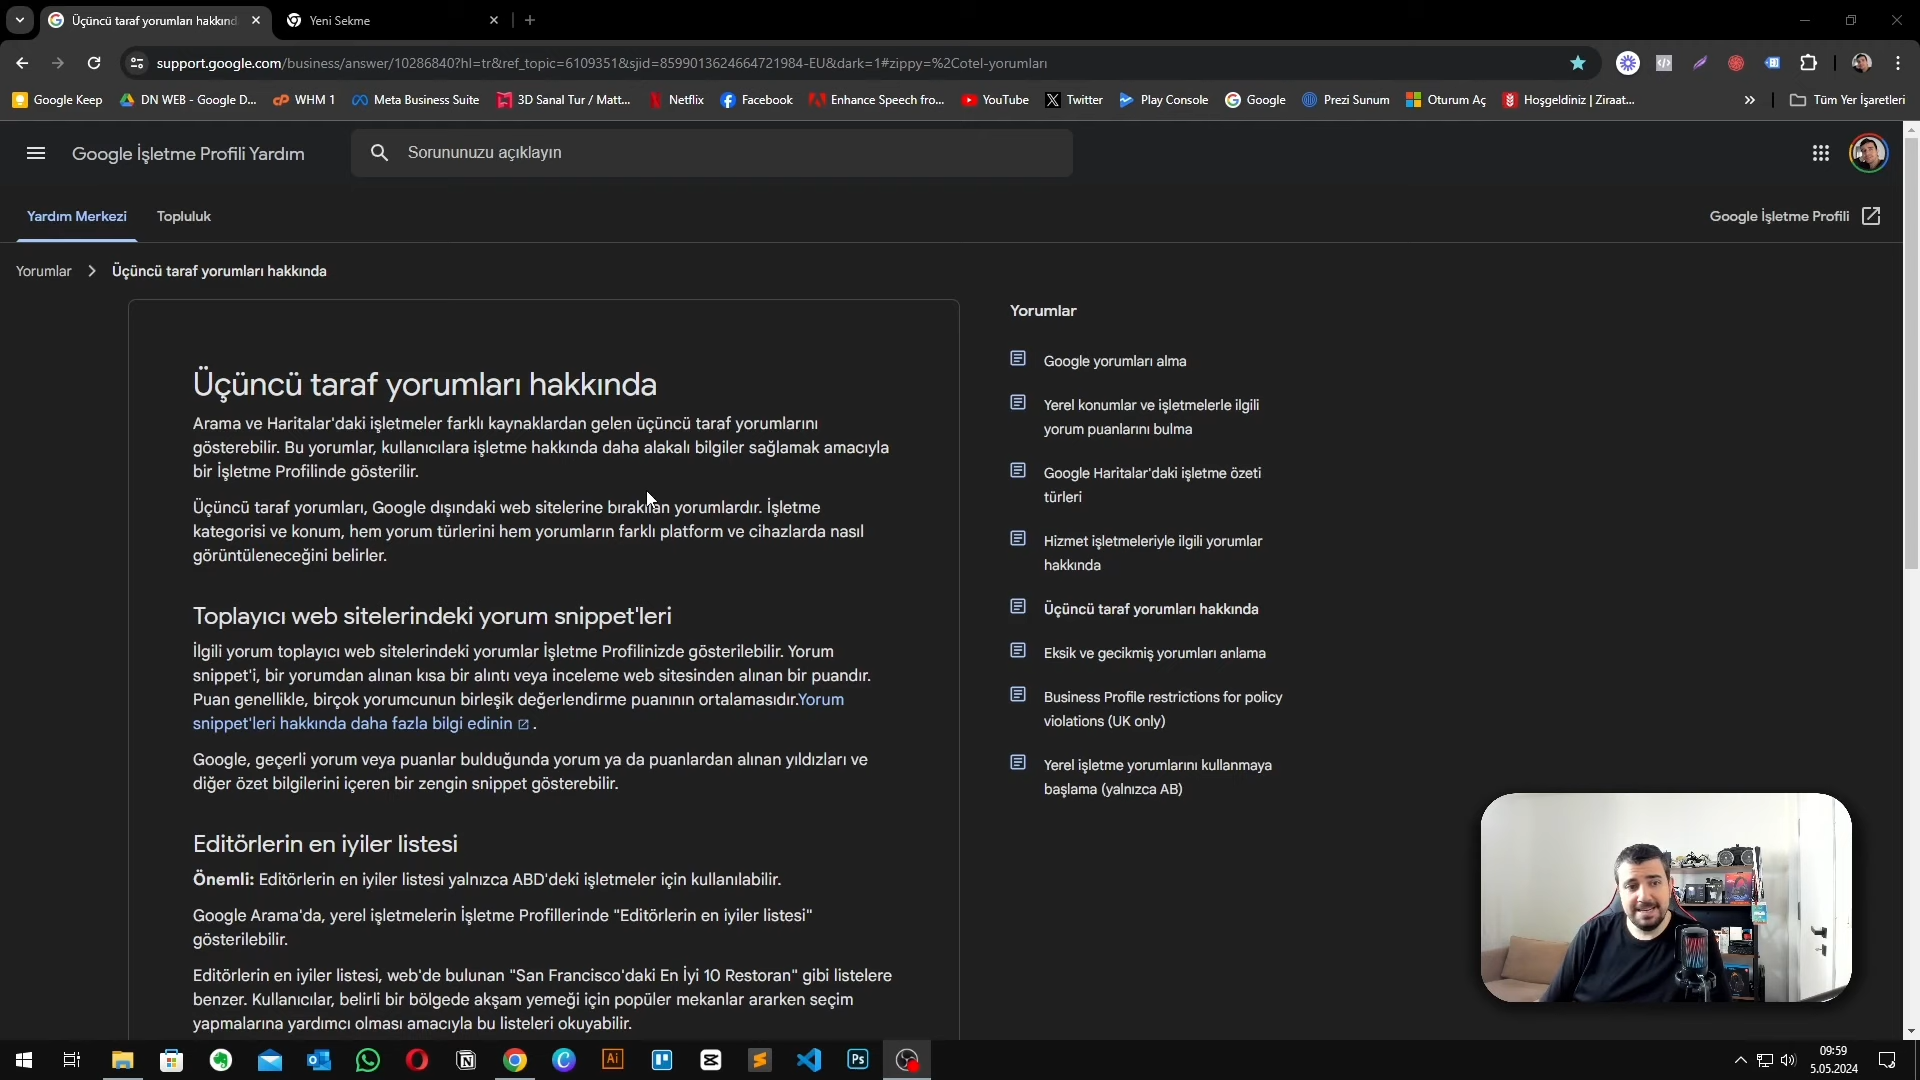 Üçüncü taraf yorumları hakkınd
Yeni Sekme
support.google.com/business/answer/10286840?hl=tr&ref_topic=6109351&sjid=8599013624664721984-EU&dark=1#zippy=%2Cotel-yorumları
Google Keep
DN WEB - Google D...
WHM 1
Meta Business Suite
3D Sanal Tur / Matt...
Netflix
Facebook
Enhance Speech fro...
YouTube
Twitter
Play Console
Google
Prezi Sunum
Oturum Aç
Hoşgeldiniz | Ziraat...
Tüm Yer İşaretleri
Google İşletme Profili Yardım
Sorununuzu açıklayın
Yardım Merkezi
Topluluk
Google İşletme Profili
Yorumlar
Üçüncü taraf yorumları hakkında
Üçüncü taraf yorumları hakkında
Arama ve Haritalar'daki işletmeler farklı kaynaklardan gelen üçüncü taraf yorumlarını
gösterebilir. Bu yorumlar, kullanıcılara işletme hakkında daha alakalı bilgiler sağlamak amacıyla
bir İşletme Profilinde gösterilir.
Üçüncü taraf yorumları, Google dışındaki web sitelerine bırakılan yorumlardır. İşletme
kategorisi ve konum, hem yorum türlerini hem yorumların farklı platform ve cihazlarda nasıl
görüntüleneceğini belirler.
Toplayıcı web sitelerindeki yorum snippet'leri
İlgili yorum toplayıcı web sitelerindeki yorumlar İşletme Profilinizde gösterilebilir. Yorum
snippet'i, bir yorumdan alınan kısa bir alıntı veya inceleme web sitesinden alınan bir puandır.
Puan genellikle, birçok yorumcunun birleşik değerlendirme puanının ortalamasıdır.Yorum
snippet'leri hakkında daha fazla bilgi edinin .
Google, geçerli yorum veya puanlar bulduğunda yorum ya da puanlardan alınan yıldızları ve
diğer özet bilgilerini içeren bir zengin snippet gösterebilir.
Editörlerin en iyiler listesi
Önemli: Editörlerin en iyiler listesi yalnızca ABD'deki işletmeler için kullanılabilir.
Google Arama'da, yerel işletmelerin İşletme Profillerinde "Editörlerin en iyiler listesi"
gösterilebilir.
Editörlerin en iyiler listesi, web'de bulunan "San Francisco'daki En İyi 10 Restoran" gibi listelere
benzer. Kullanıcılar, belirli bir bölgede akşam yemeği için popüler mekanlar ararken seçim
yapmalarına yardımcı olması amacıyla bu listeleri okuyabilir.
Yorumlar
Google yorumları alma
Yerel konumlar ve işletmelerle ilgili
yorum puanlarını bulma
Google Haritalar'daki işletme özeti
türleri
Hizmet işletmeleriyle ilgili yorumlar
hakkında
Üçüncü taraf yorumları hakkında
Eksik ve gecikmiş yorumları anlama
Business Profile restrictions for policy
violations (UK only)
Yerel işletme yorumlarını kullanmaya
başlama (yalnızca AB)
Ai
Ps
09:59
5.05.2024